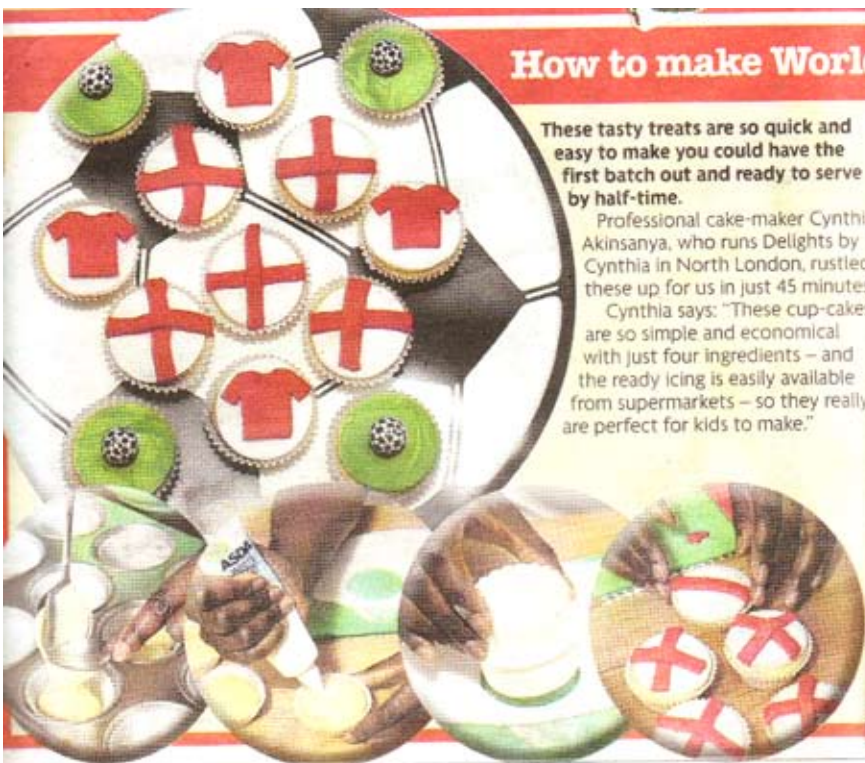 How to make Worl
These tasty treats are so quick and
easy to make you could have the
first batch out and ready to serve
by half-time.
Professional cake-maker Cynthi
Akinsanya, who runs Delights by
Cynthia in North London, rustled
these up for us in just 45 minutes
Cynthia says: “These cup-cake
are so simple and economical
with just four ingredients – and
the ready icing is easily available
from supermarkets – so they really
are perfect for kids to make.”
ASDA